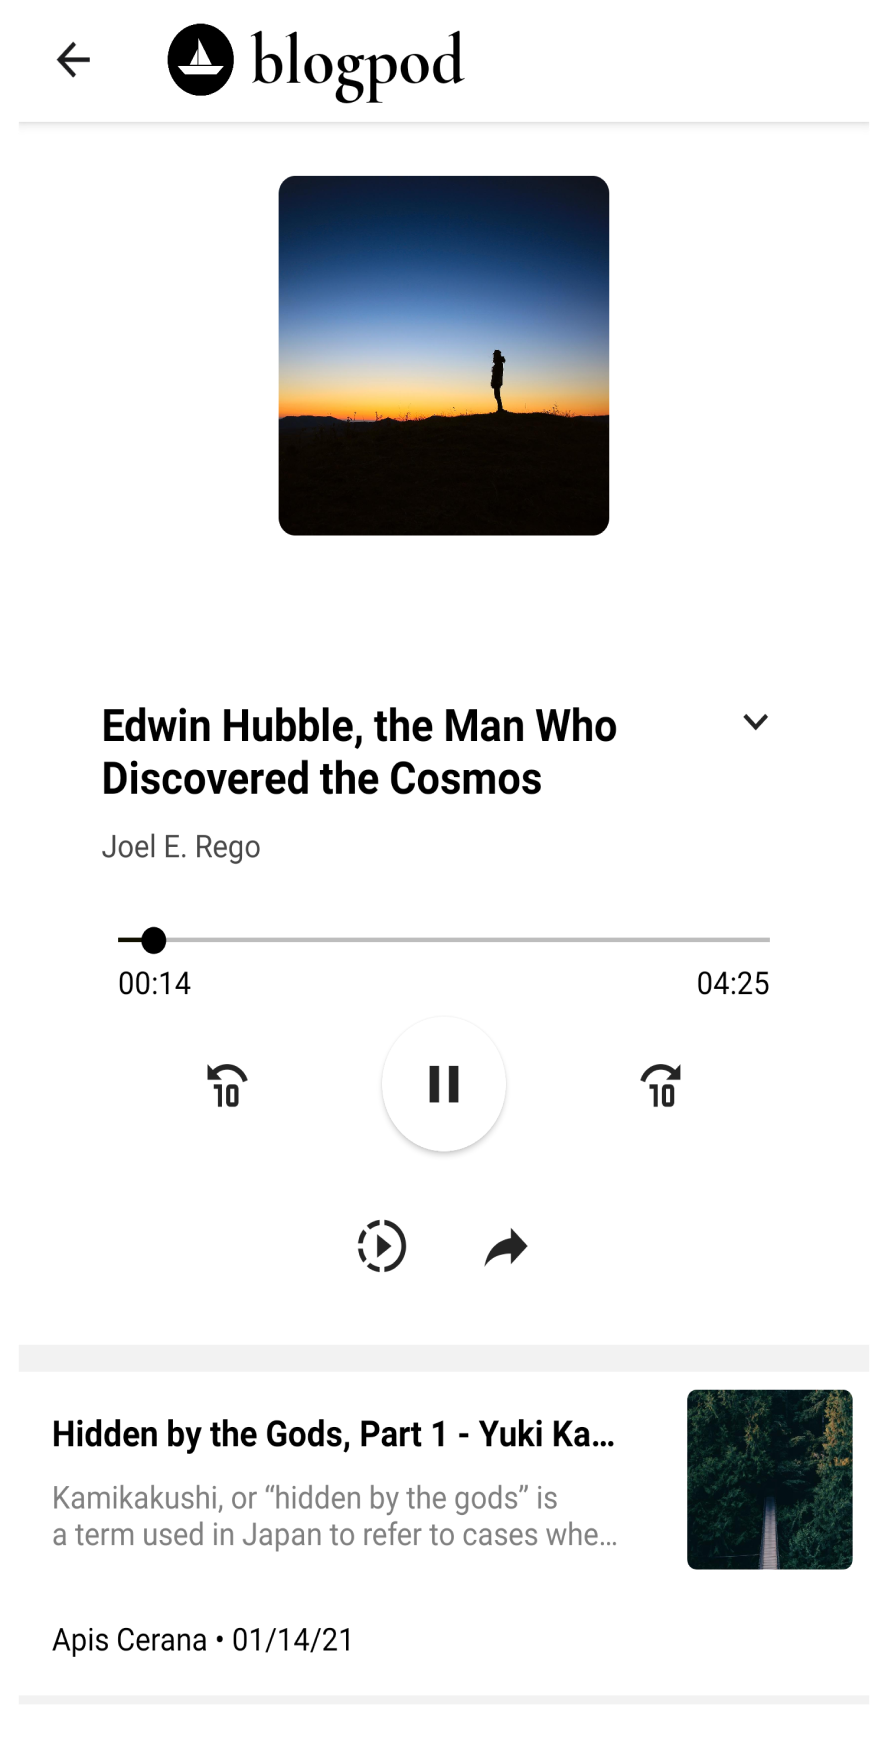 blogpod
Edwin Hubble, the Man Who
Discovered the Cosmos
Joel E. Rego
00:14
04:25
10
10
Hidden by the Gods, Part 1 - Yuki Ka...
Kamikakushi, or “hidden by the gods” is
a term used in Japan to refer to cases whe...
Apis Cerana • 01/14/21